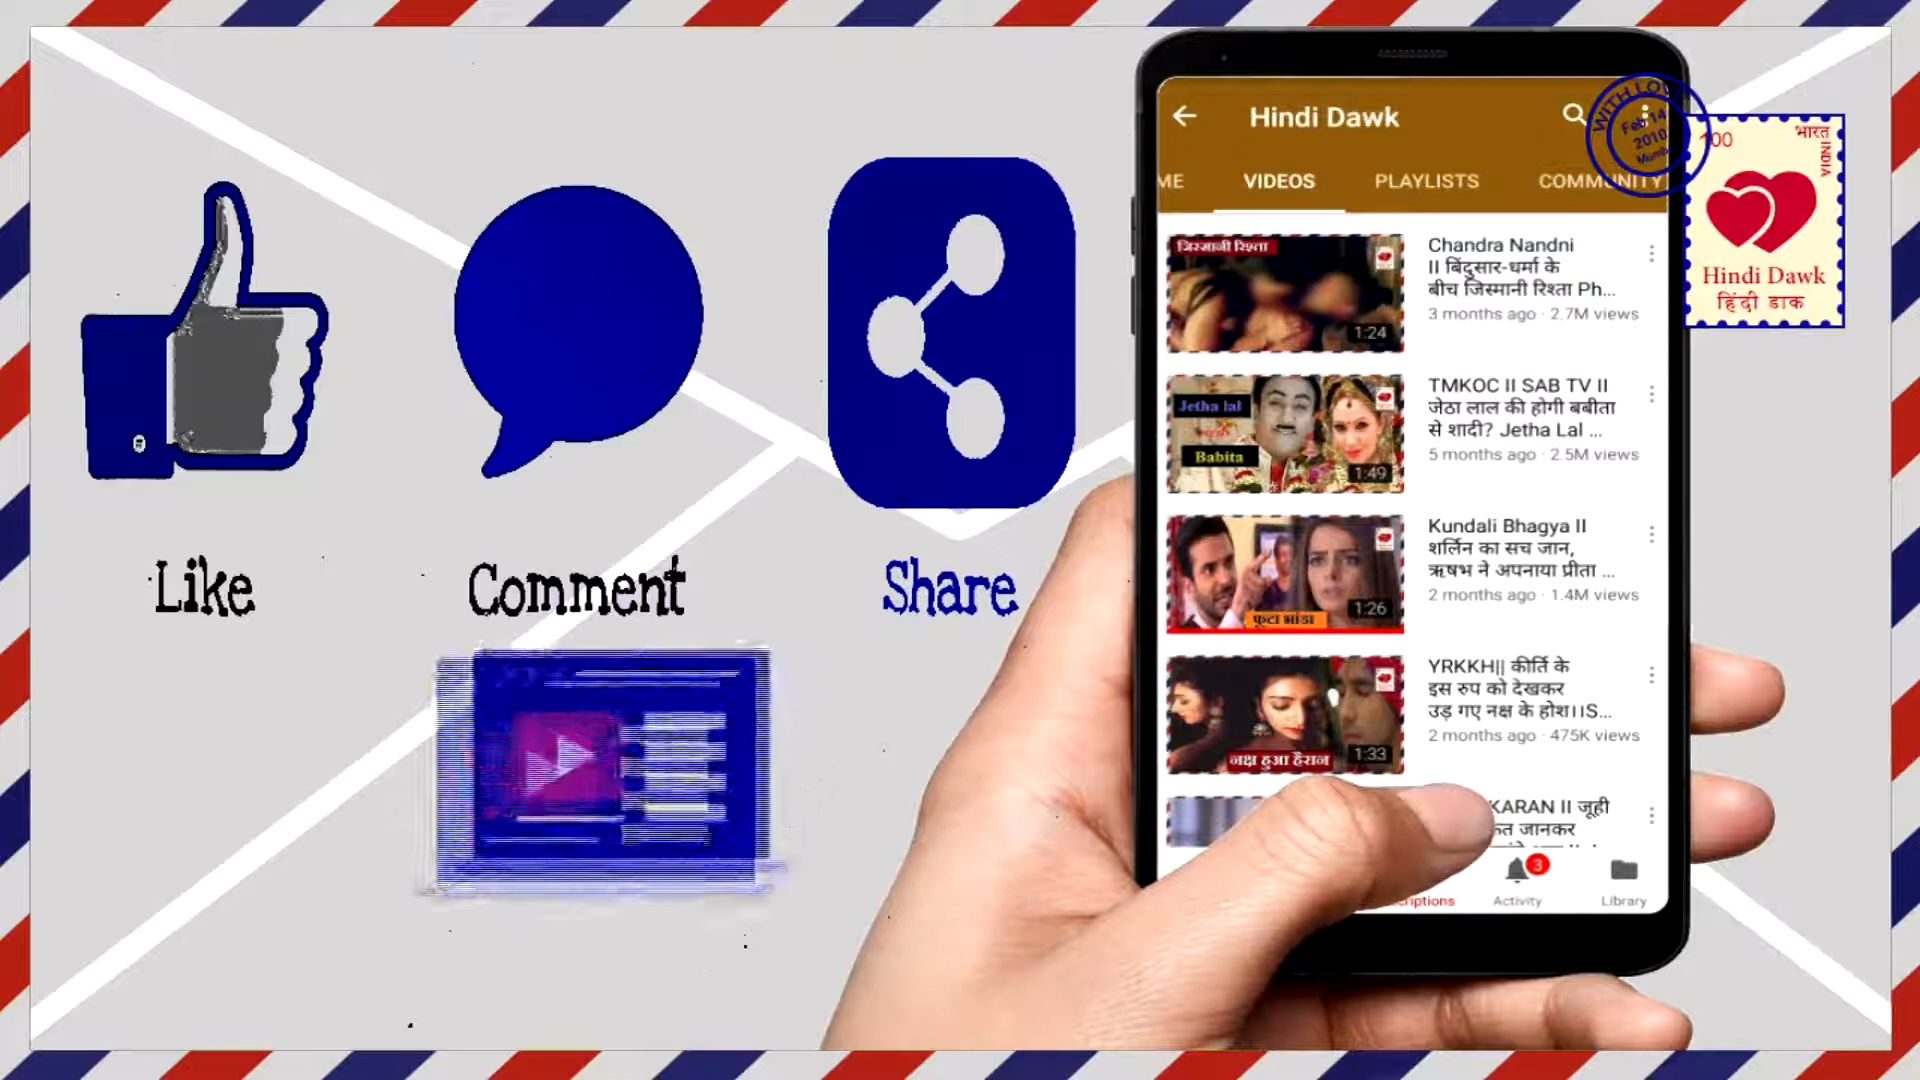 Like
Comment
Share
Hindi Dawk
ME VIDEOS PLAYLISTS COMMUNITY
जिस्मानी रिश्ता
1:24
Chandra Nandni
II बिंदुसार-धर्मा के
बीच जिस्मानी रिश्ता Ph...
3 months ago · 2.7M views
Jetha lal
Babita
1:49
TMKOC II SAB TV II
जेठा लाल की होगी बबीता
से शादी? Jetha Lal ...
5 months ago · 2.5M views
फूटा भांडा
1:26
Kundali Bhagya II
शर्लिन का सच जान,
ऋषभ ने अपनाया प्रीता ...
2 months ago · 1.4M views
नक्ष हुआ हैरान
1:33
YRKKH|| कीर्ति के
इस रुप को देखकर
उड़ गए नक्ष के होश।।S...
2 months ago · 475K views
KARAN II जूही
जानकर
3
Activity
Library
WITH LOVE
Feb 14
2010
100
भारत
INDIA
Hindi Dawk
हिंदी डाक